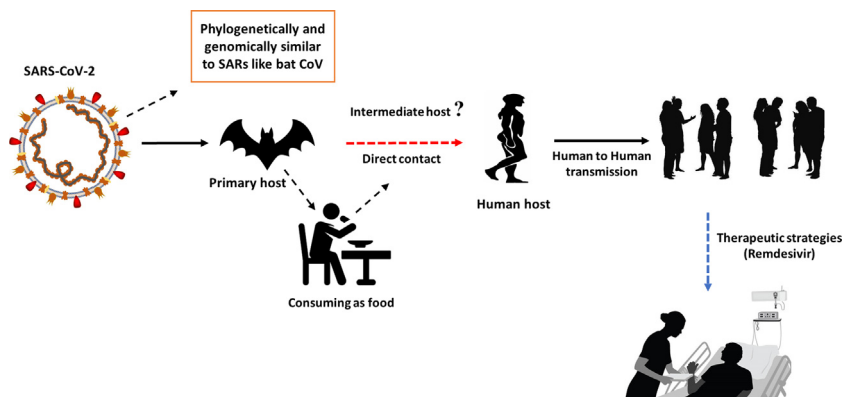 Phylogenetically and
genomically similar
to SARs like bat CoV
SARS-CoV-2
Intermediate host ?
Direct contact
Primary host
Consuming as food
Human host
Human to Human
transmission
Therapeutic strategies
(Remdesivir)